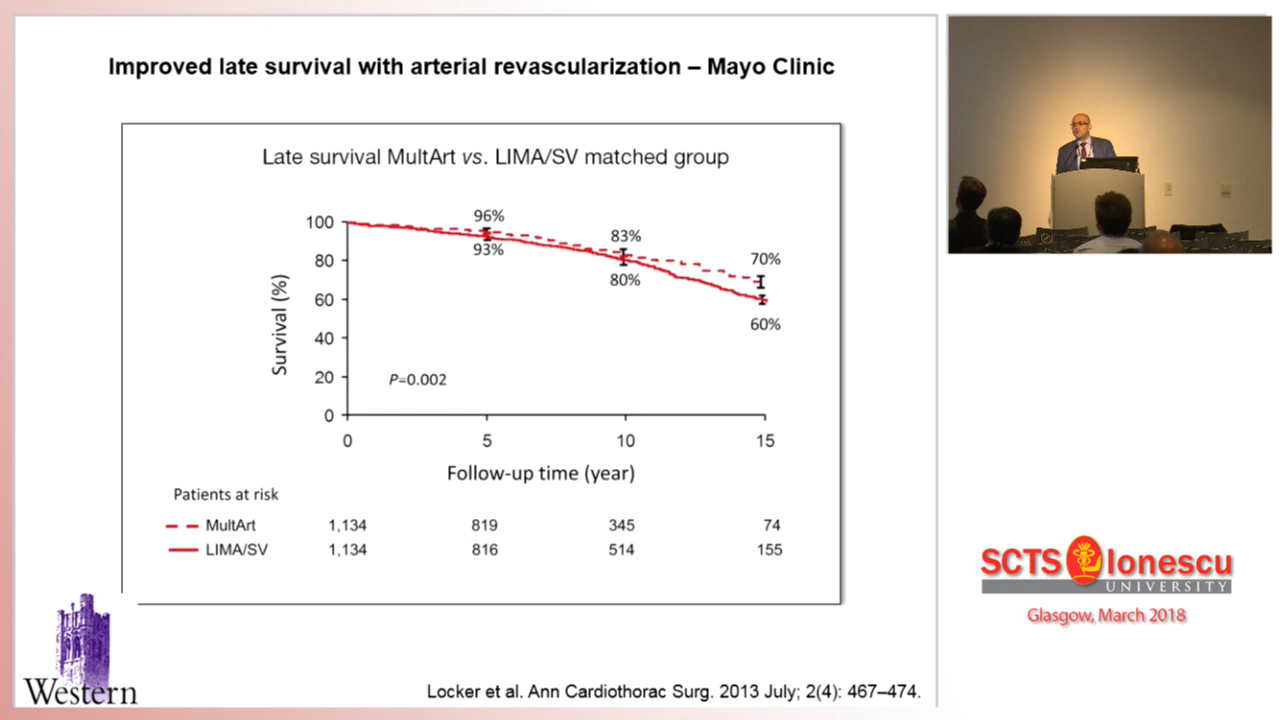 Improved late survival with arterial revascularization – Mayo Clinic
Late survival MultArt vs. LIMA/SV matched group
Survival (%)
100
80
60
40
20
0
96%
93%
83%
80%
70%
60%
P=0.002
0 5 10 15
Follow-up time (year)
Patients at risk
MultArt 1,134 819 345 74
LIMA/SV 1,134 816 514 155
Western
Locker et al. Ann Cardiothorac Surg. 2013 July; 2(4): 467–474.
SCTS Ionescu
UNIVERSITY
Glasgow, March 2018